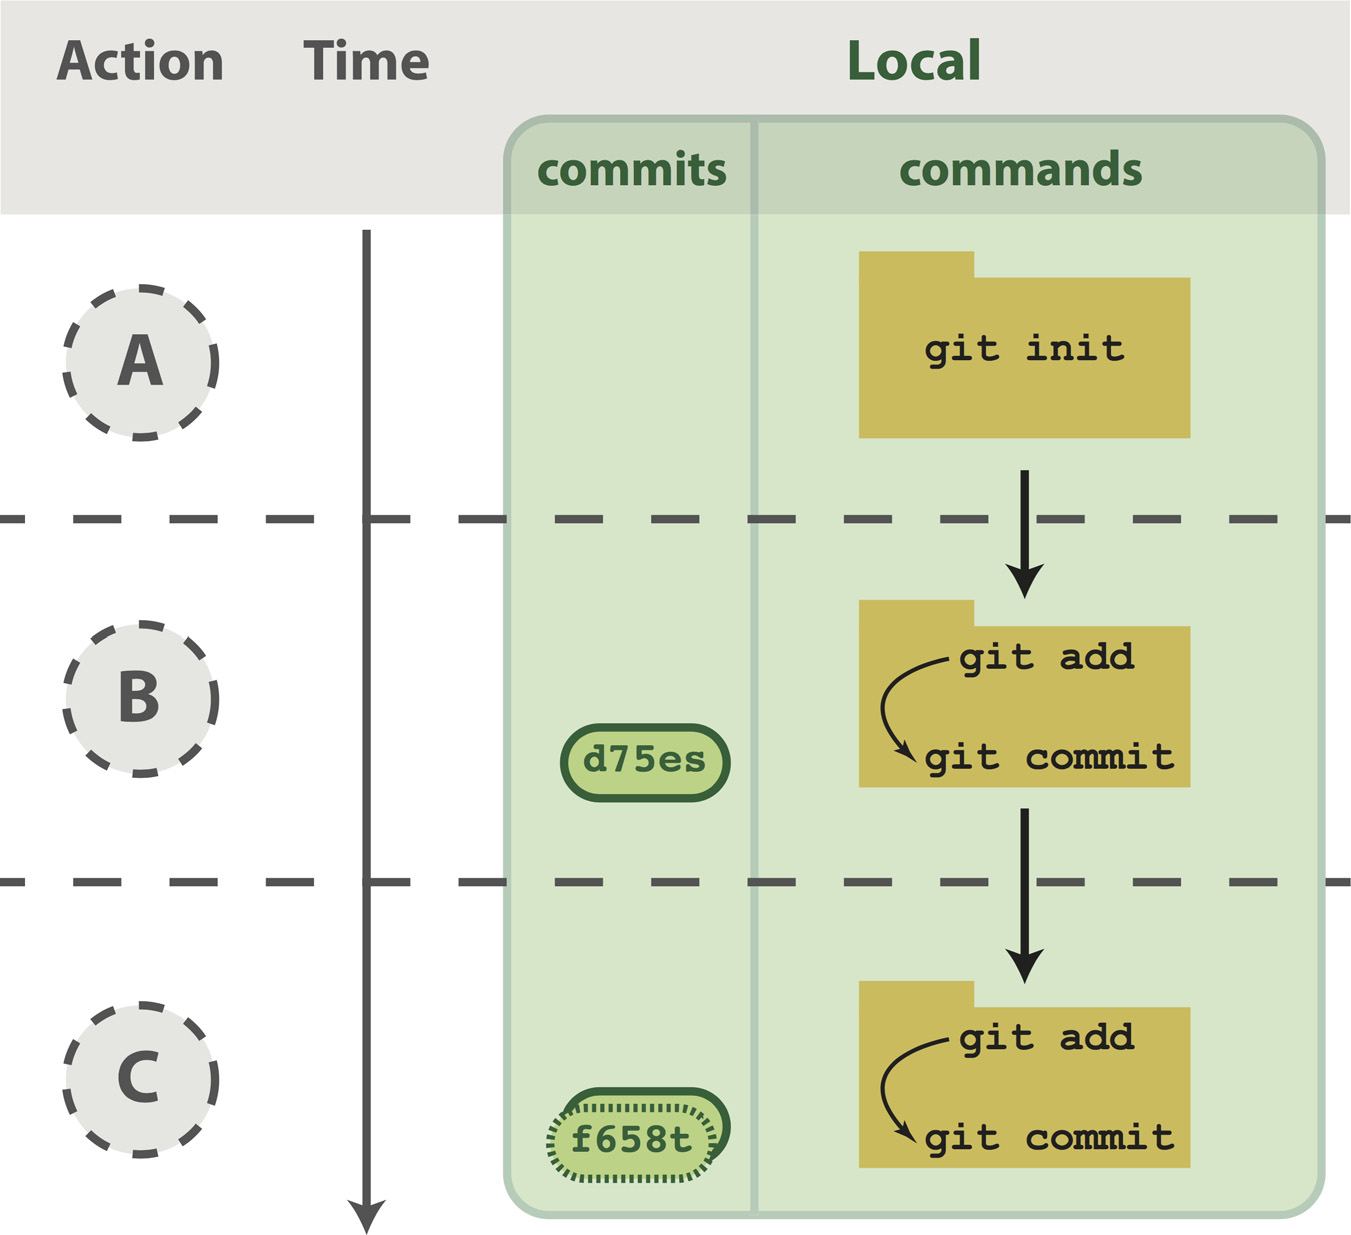 Action
Time
Local
commits
commands
A
git init
B
git add
d75es
git commit
C
git add
f658t
git commit